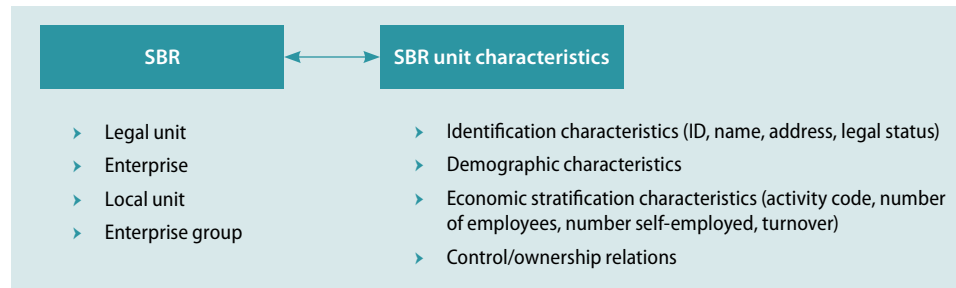 SBR
SBR unit characteristics
Legal unit
Enterprise
Local unit
Enterprise group
Identification characteristics (ID, name, address, legal status)
Demographic characteristics
Economic stratification characteristics (activity code, number
of employees, number self-employed, turnover)
Control/ownership relations